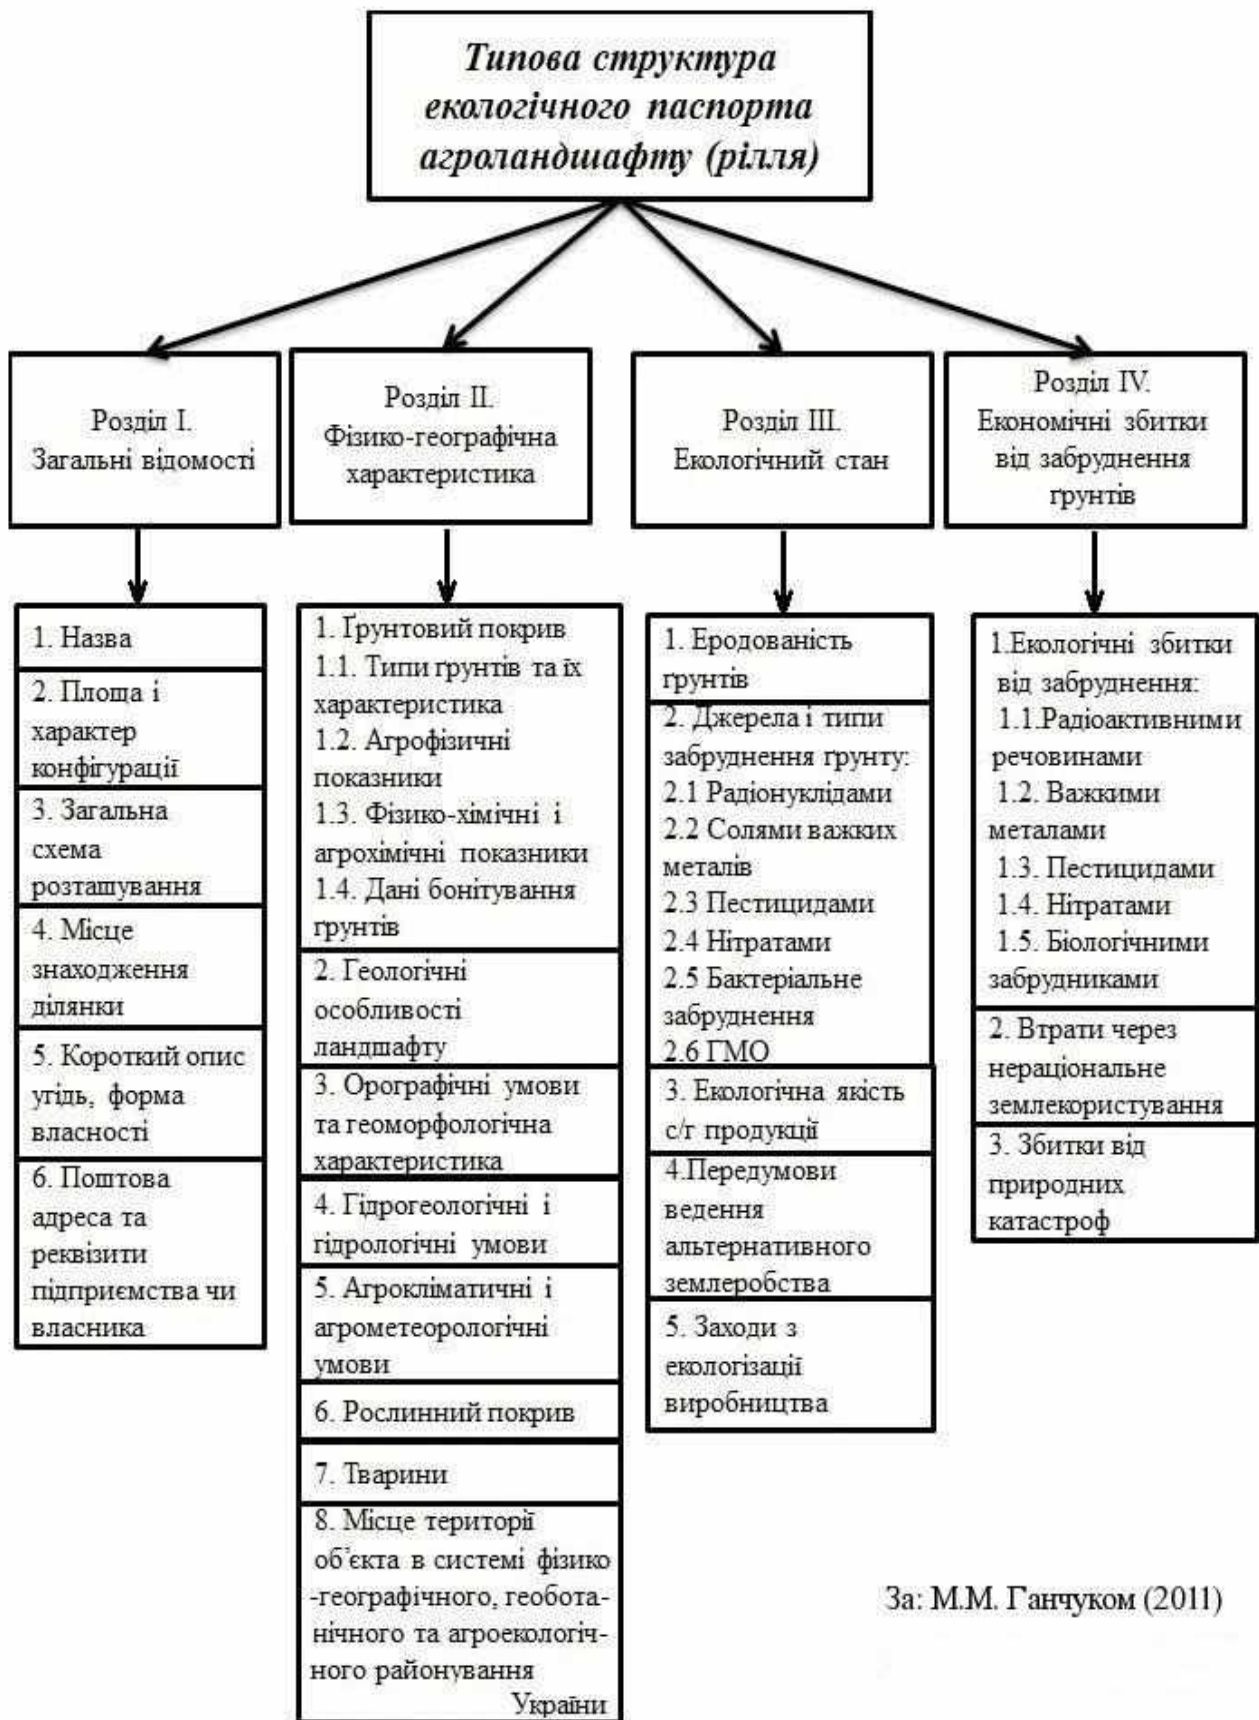 Типова структура
екологічного паспорта
агроландшафту (рілля)
Розділ I.
Загальні відомості
Розділ II.
Фізико-географічна
характеристика
Розділ III.
Екологічний стан
Розділ IV.
Економічні збитки
від забруднення
ґрунтів
1. Назва
2. Площа і
характер
конфігурації
3. Загальна
схема
розташування
4. Місце
знаходження
ділянки
5. Короткий опис
угідь, форма
власності
6. Поштова
адреса та
реквізити
підприємства чи
власника
1. Ґрунтовий покрив
1.1. Типи ґрунтів та їх
характеристика
1.2. Агрофізичні
показники
1.3. Фізико-хімічні і
агрохімічні показники
1.4. Дані бонітування
ґрунтів
2. Геологічні
особливості
ландшафту
3. Орографічні умови
та геоморфологічна
характеристика
4. Гідрогеологічні і
гідрологічні умови
5. Агрокліматичні і
агрометеорологічні
умови
6. Рослинний покрив
7. Тварини
8. Місце території
об’єкта в системі фізико
-географічного, геобота-
нічного та агроекологіч-
ного районування
України
1. Еродованість
ґрунтів
2. Джерела і типи
забруднення ґрунту:
2.1 Радіонуклідами
2.2 Солями важких
металів
2.3 Пестицидами
2.4 Нітратами
2.5 Бактеріальне
забруднення
2.6 ГМО
3. Екологічна якість
с/г продукції
4.Передумови
ведення
альтернативного
землеробства
5. Заходи з
екологізації
виробництва
1.Екологічні збитки
від забруднення:
1.1.Радіоактивними
речовинами
1.2. Важкими
металами
1.3. Пестицидами
1.4. Нітратами
1.5. Біологічними
забрудниками
2. Втрати через
нераціональне
землекористування
3. Збитки від
природних
катастроф
За: М.М. Ганчуком (2011)